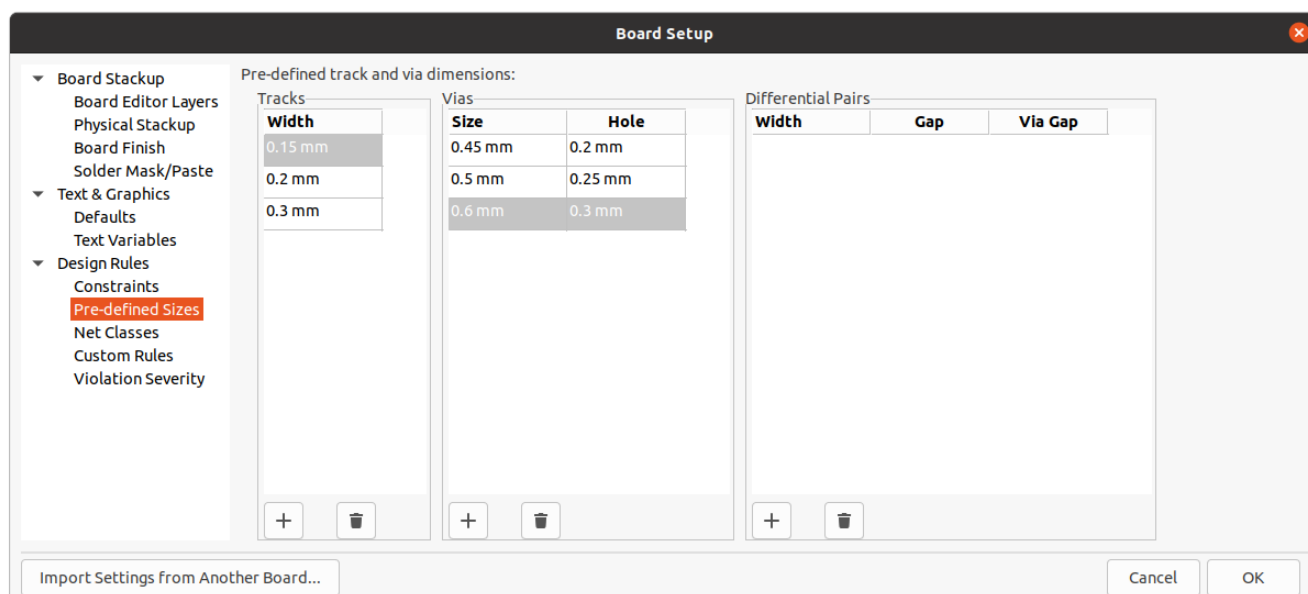 Board Setup
Board Stackup
Board Editor Layers
Physical Stackup
Board Finish
Solder Mask/Paste
Text & Graphics
Defaults
Text Variables
Design Rules
Constraints
Pre-defined Sizes
Net Classes
Custom Rules
Violation Severity
Pre-defined track and via dimensions:
Tracks
Width
0.15 mm
0.2 mm
0.3 mm
Vias
Size Hole
0.45 mm 0.2 mm
0.5 mm 0.25 mm
0.6 mm 0.3 mm
Differential Pairs
Width Gap Via Gap
Import Settings from Another Board...
Cancel
OK